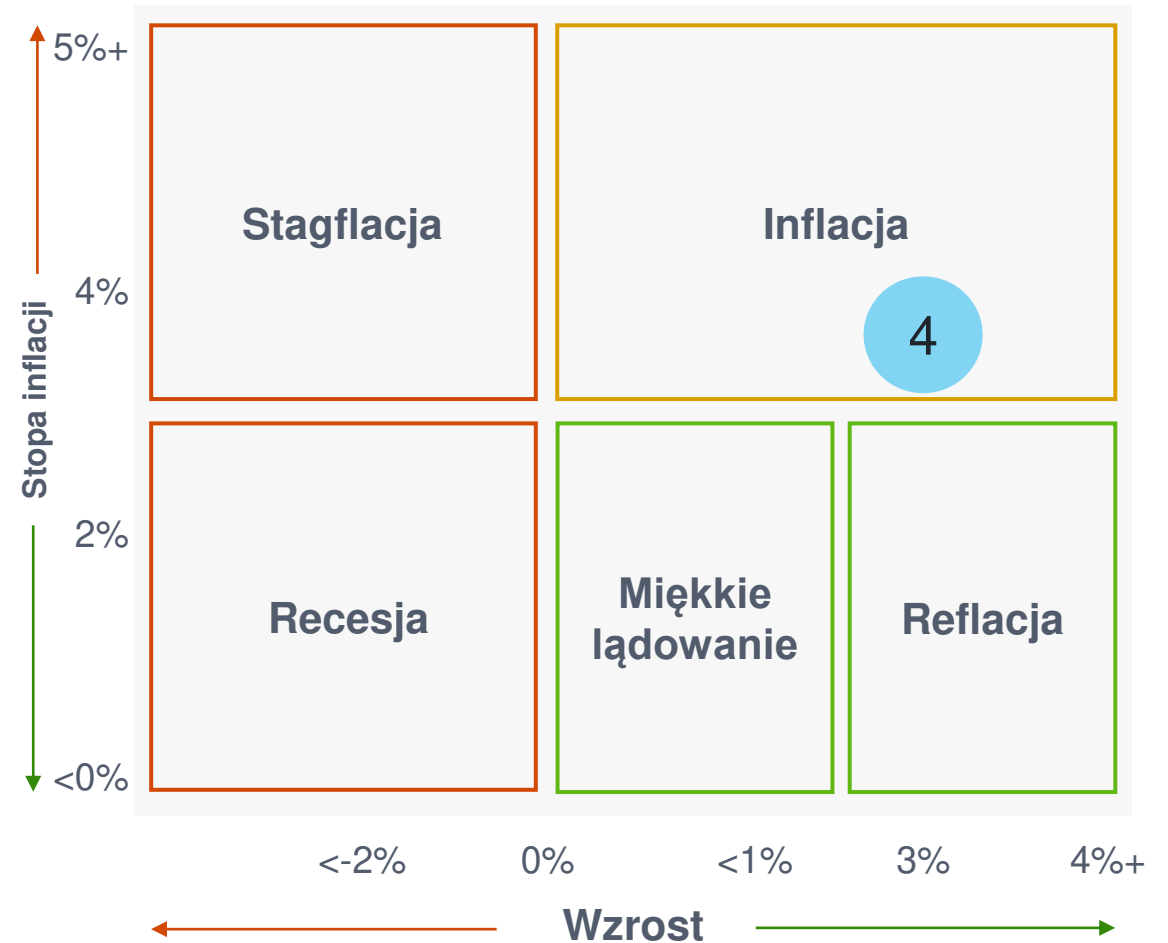 5%+
Stagflacja
Inflacja
4%
4
Stopa inflacji
2%
Recesja
Miękkie
lądowanie
Reflacja
<0%
<-2%
0%
<1%
3%
4%+
Wzrost